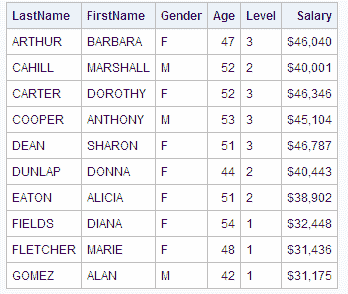 LastName FirstName Gender Age Level Salary
ARTHUR BARBARA F 47 3 $46,040
CAHILL MARSHALL M 52 2 $40,001
CARTER DOROTHY F 52 3 $46,346
COOPER ANTHONY M 53 3 $45,104
DEAN SHARON F 51 3 $46,787
DUNLAP DONNA F 44 2 $40,443
EATON ALICIA F 51 2 $38,902
FIELDS DIANA F 54 1 $32,448
FLETCHER MARIE F 48 1 $31,436
GOMEZ ALAN M 42 1 $31,175